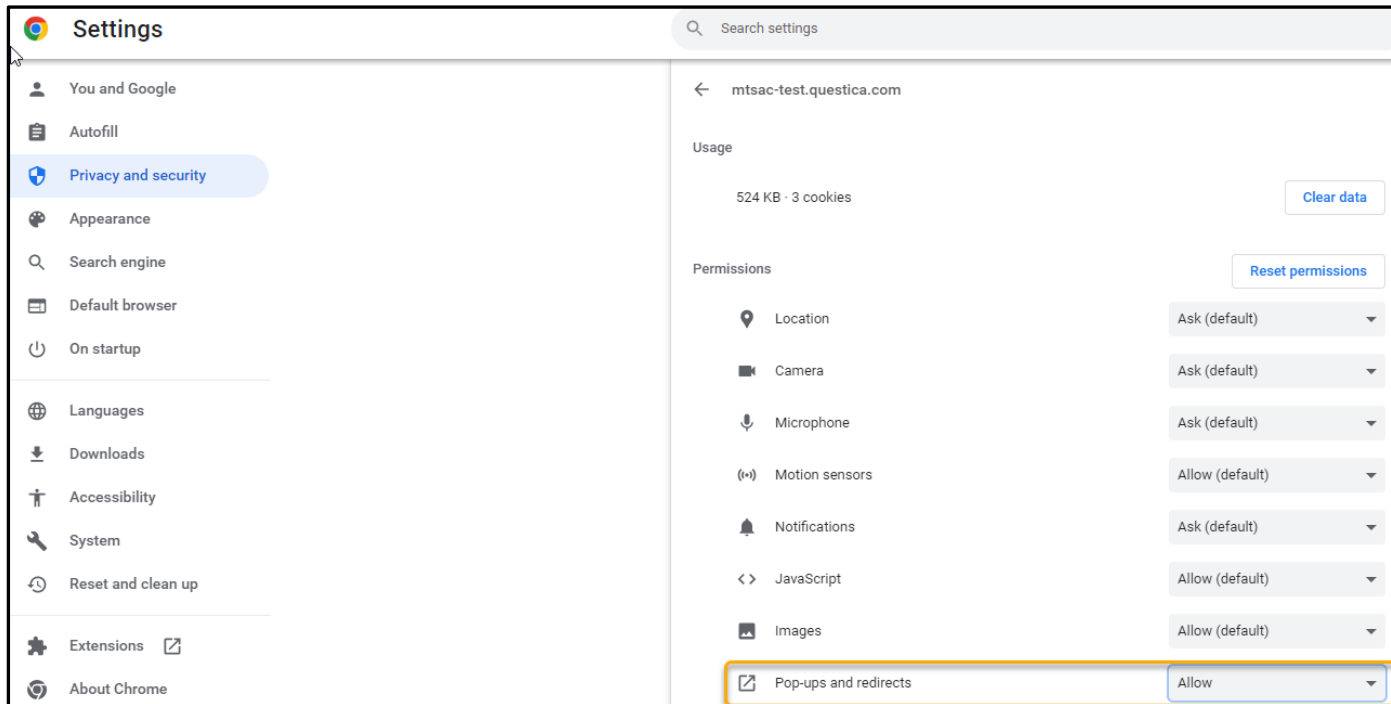 Settings
Search settings
You and Google
Autofill
Privacy and security
Appearance
Search engine
Default browser
On startup
Languages
Downloads
Accessibility
System
Reset and clean up
Extensions
About Chrome
mtsac-test.questica.com
Usage
524 KB · 3 cookies
Clear data
Permissions
Reset permissions
Location
Ask (default)
Camera
Ask (default)
Microphone
Ask (default)
Motion sensors
Allow (default)
Notifications
Ask (default)
JavaScript
Allow (default)
Images
Allow (default)
Pop-ups and redirects
Allow